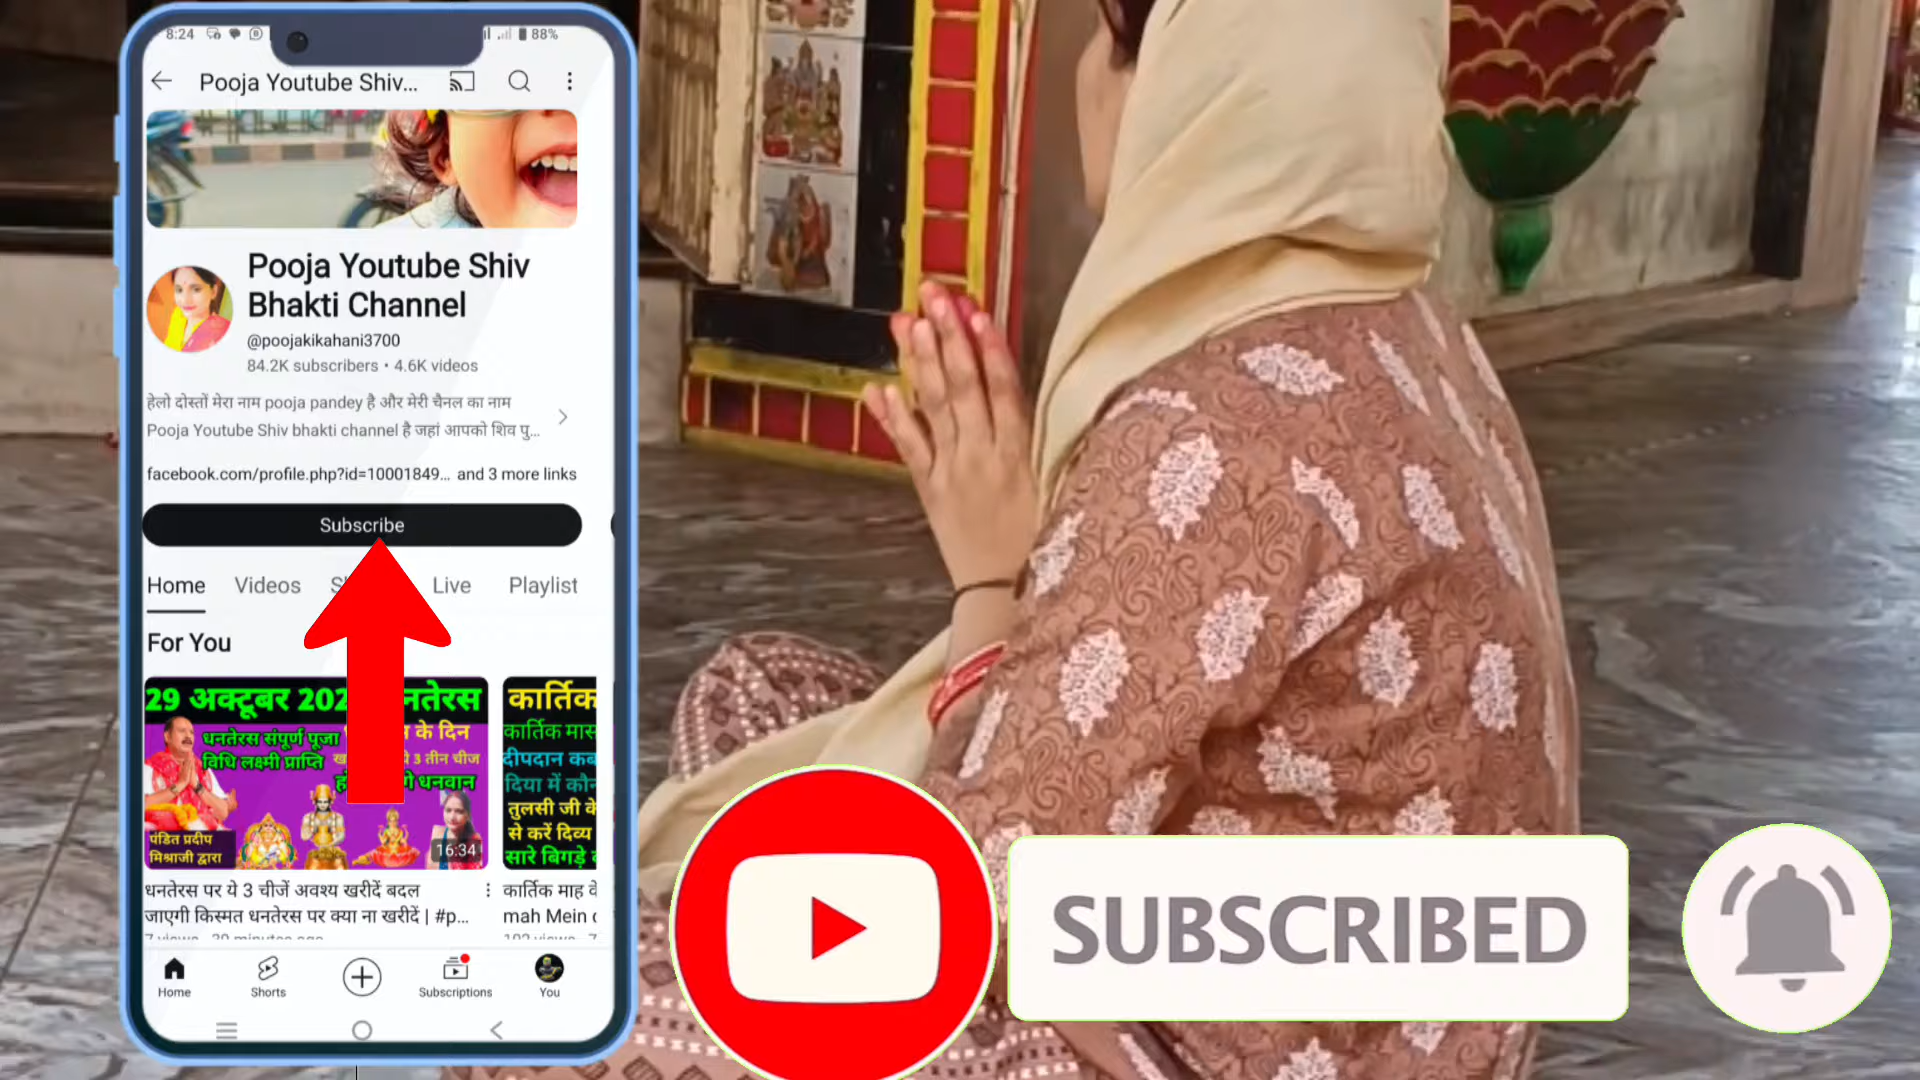 8:24
88%
Pooja Youtube Shiv...
Pooja Youtube Shiv
Bhakti Channel
@poojakikahani3700
84.2K subscribers • 4.6K videos
हेलो दोस्तों मेरा नाम pooja pandey है और मेरी चैनल का नाम
Pooja Youtube Shiv bhakti channel है जहां आपको शिव पु...
facebook.com/profile.php?id=10001849... and 3 more links
Subscribe
Home Videos Live Playlist
For You
29 अक्टूबर 202
धनतेरस संपूर्ण पूजा
के दिन
विधि लक्ष्मी प्राप्ति
3 तीन चीज
धनवान
पंडित प्रदीप
मिश्राजी द्वारा
16:34
धनतेरस पर ये 3 चीजें अवश्य खरीदें बदल
जाएगी किस्मत धनतेरस पर क्या ना खरीदें | #p...
कार्तिक
कार्तिक मास
दीपदान कब
दिया में
तुलसी जी के
से करें दिव्य
सारे बिगड़े
कार्तिक माह
mah Mein
Home
Shorts
Subscriptions
You
SUBSCRIBED